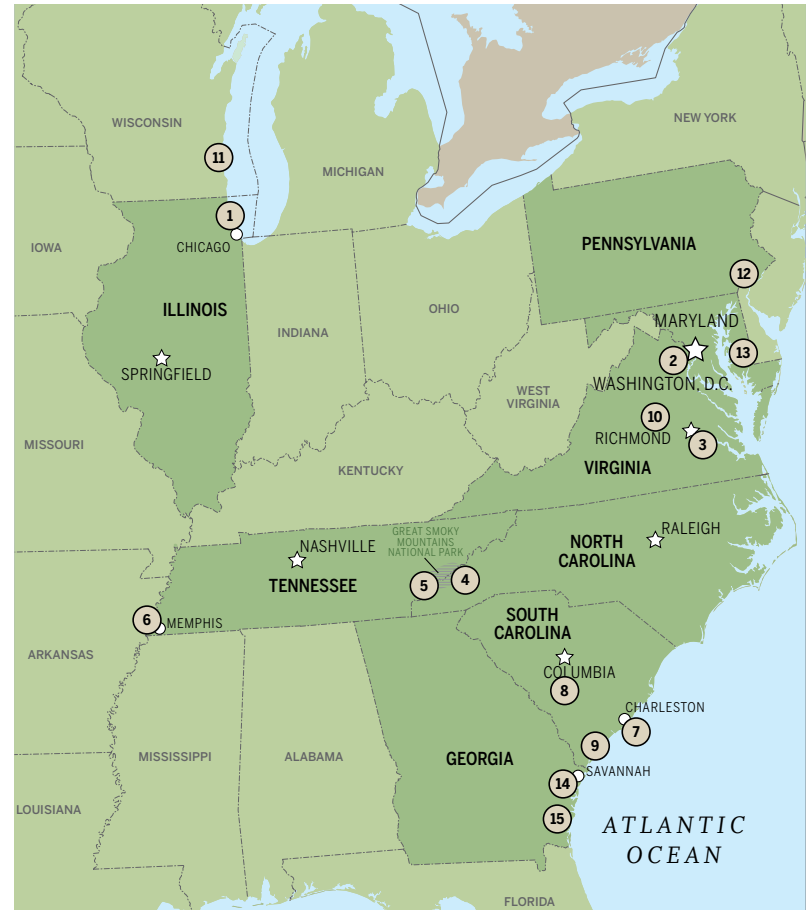 NEW YORK
WISCONSIN
11
MICHIGAN
1
CHICAGO
IOWA
PENNSYLVANIA
12
ILLINOIS
OHIO
INDIANA
MARYLAND
13
2
SPRINGFIELD
WASHINGTON, D.C.
WEST
VIRGINIA
10
RICHMOND
3
MISSOURI
KENTUCKY
VIRGINIA
GREAT SMOKY
MOUNTAINS
NATIONAL PARK
RALEIGH
NASHVILLE
NORTH
CAROLINA
TENNESSEE
5
4
6
MEMPHIS
SOUTH
CAROLINA
ARKANSAS
COLUMBIA
8
CHARLESTON
7
9
MISSISSIPPI
ALABAMA
GEORGIA
SAVANNAH
14
LOUISIANA
15
ATLANTIC
OCEAN
FLORIDA